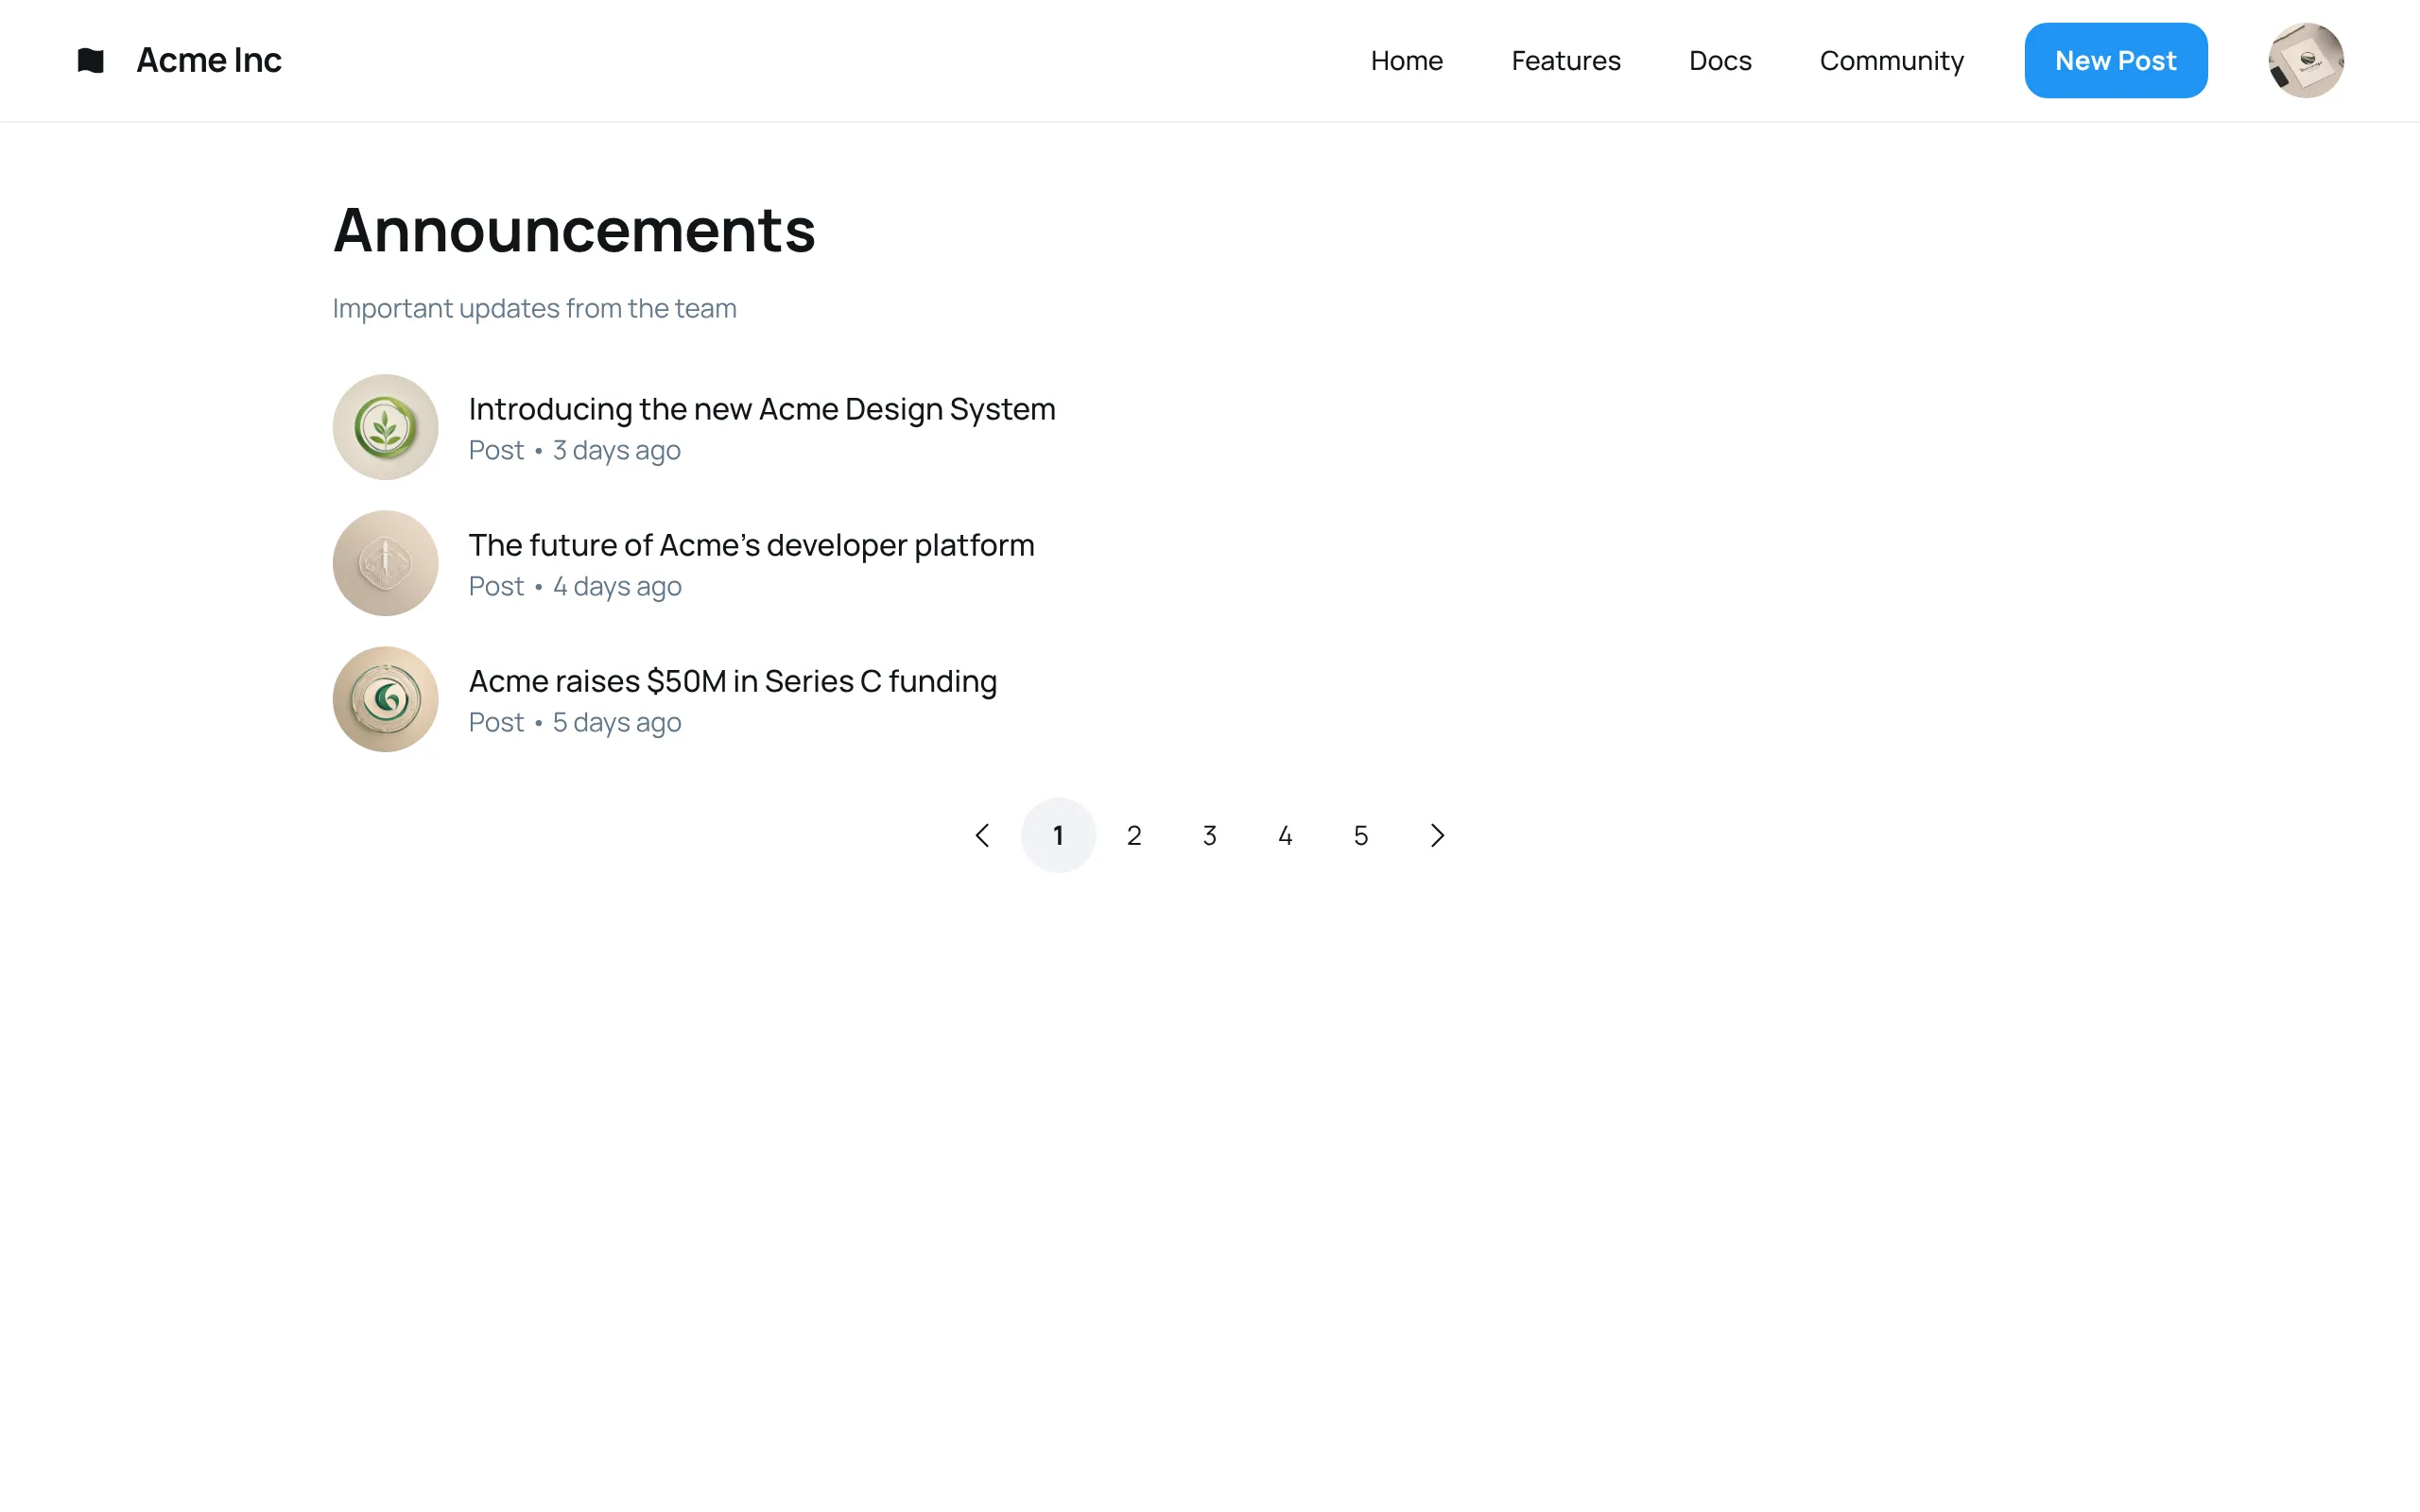 Acme Inc
Home Features Docs Community New Post
Announcements
Important updates from the team
Introducing the new Acme Design System
Post • 3 days ago
The future of Acme’s developer platform
Post • 4 days ago
Acme raises $50M in Series C funding
Post • 5 days ago
1 2 3 4 5